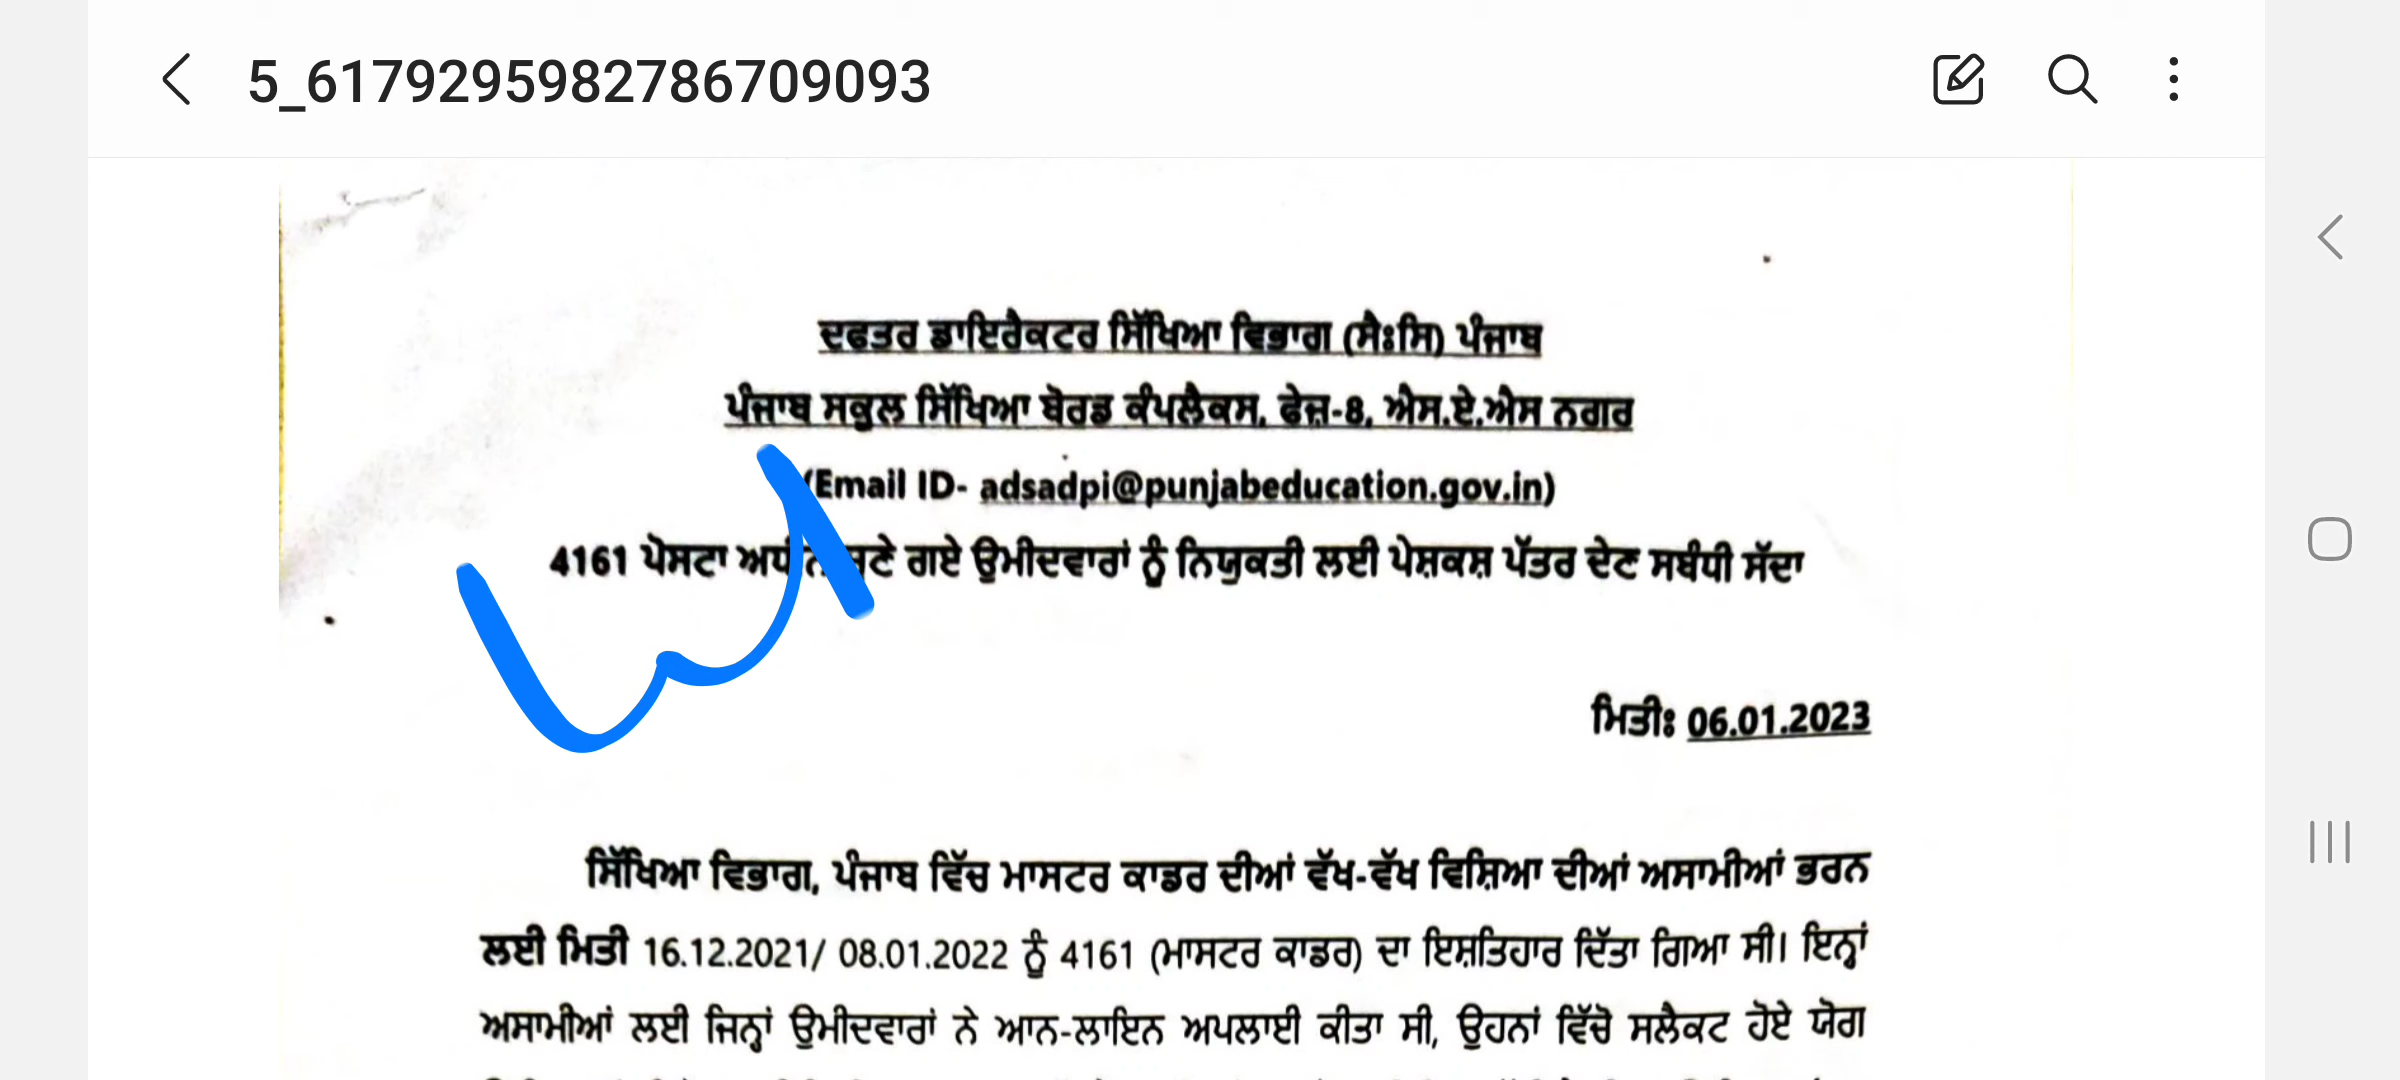 5_6179295982786709093
ਦਫਤਰ ਡਾਇਰੈਕਟਰ ਸਿੱਖਿਆ ਵਿਭਾਗ (ਸੈਃਸਿ) ਪੰਜਾਬ
ਪੰਜਾਬ ਸਕੂਲ ਸਿੱਖਿਆ ਬੋਰਡ ਕੰਪਲੈਕਸ, ਫੇਜ਼-8, ਐਸ.ਏ.ਐਸ ਨਗਰ
(Email ID- adsadpi@punjabeducation.gov.in)
4161 ਪੋਸਟਾ ਗਏ ਉਮੀਦਵਾਰਾਂ ਨੂੰ ਨਿਯੁਕਤੀ ਲਈ ਪੇਸ਼ਕਸ਼ ਪੱਤਰ ਦੇਣ ਸਬੰਧੀ ਸੱਦਾ
ਮਿਤੀਃ 06.01.2023
ਸਿੱਖਿਆ ਵਿਭਾਗ, ਪੰਜਾਬ ਵਿੱਚ ਮਾਸਟਰ ਕਾਡਰ ਦੀਆਂ ਵੱਖ-ਵੱਖ ਵਿਸ਼ਿਆ ਦੀਆਂ ਅਸਾਮੀਆਂ ਭਰਨ
ਲਈ ਮਿਤੀ 16.12.2021/ 08.01.2022 ਨੂੰ 4161 (ਮਾਸਟਰ ਕਾਡਰ) ਦਾ ਇਸ਼ਤਿਹਾਰ ਦਿੱਤਾ ਗਿਆ ਸੀ। ਇਨ੍ਹਾਂ
ਅਸਾਮੀਆਂ ਲਈ ਜਿਨ੍ਹਾਂ ਉਮੀਦਵਾਰਾਂ ਨੇ ਆਨ-ਲਾਇਨ ਅਪਲਾਈ ਕੀਤਾ ਸੀ, ਉਹਨਾਂ ਵਿੱਚੋ ਸਲੈਕਟ ਹੋਏ ਯੋਗ